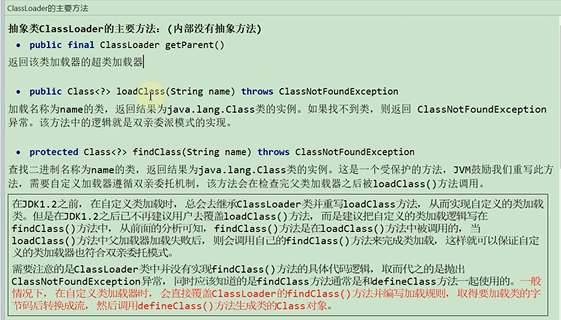 ClassLoader的主要方法
抽象类ClassLoader的主要方法：(内部没有抽象方法)
• public final ClassLoader getParent()
返回该类加载器的超类加载器
• public Class<?> loadClass(String name) throws ClassNotFoundException
加载名称为name的类，返回结果为java.lang.Class类的实例。如果找不到类，则返回 ClassNotFoundException
异常。该方法中的逻辑就是双亲委派模式的实现。
• protected Class<?> findClass(String name) throws ClassNotFoundException
查找二进制名称为name的类，返回结果为java.lang.Class类的实例。这是一个受保护的方法，JVM鼓励我们重写此方
法，需要自定义加载器遵循双亲委托机制，该方法会在检查完父类加载器之后被loadClass()方法调用。
在JDK1.2之前，在自定义类加载时，总会去继承ClassLoader类并重写loadClass方法，从而实现自定义的类加载
类。但是在JDK1.2之后已不再建议用户去覆盖loadClass()方法，而是建议把自定义的类加载逻辑写在
findClass()方法中，从前面的分析可知，findClass()方法是在loadClass()方法中被调用的，当
loadClass()方法中父加载器加载失败后，则会调用自己的findClass()方法来完成类加载，这样就可以保证自定
义的类加载器也符合双亲委托模式。
需要注意的是ClassLoader类中并没有实现findClass()方法的具体代码逻辑，取而代之的是抛出
ClassNotFoundException异常，同时应该知道的是findClass方法通常是和defineClass方法一起使用的。一般
情况下，在自定义类加载器时，会直接覆盖ClassLoader的findClass()方法并编写加载规则，取得要加载类的字
节码后转换成流，然后调用defineClass()方法生成类的Class对象。